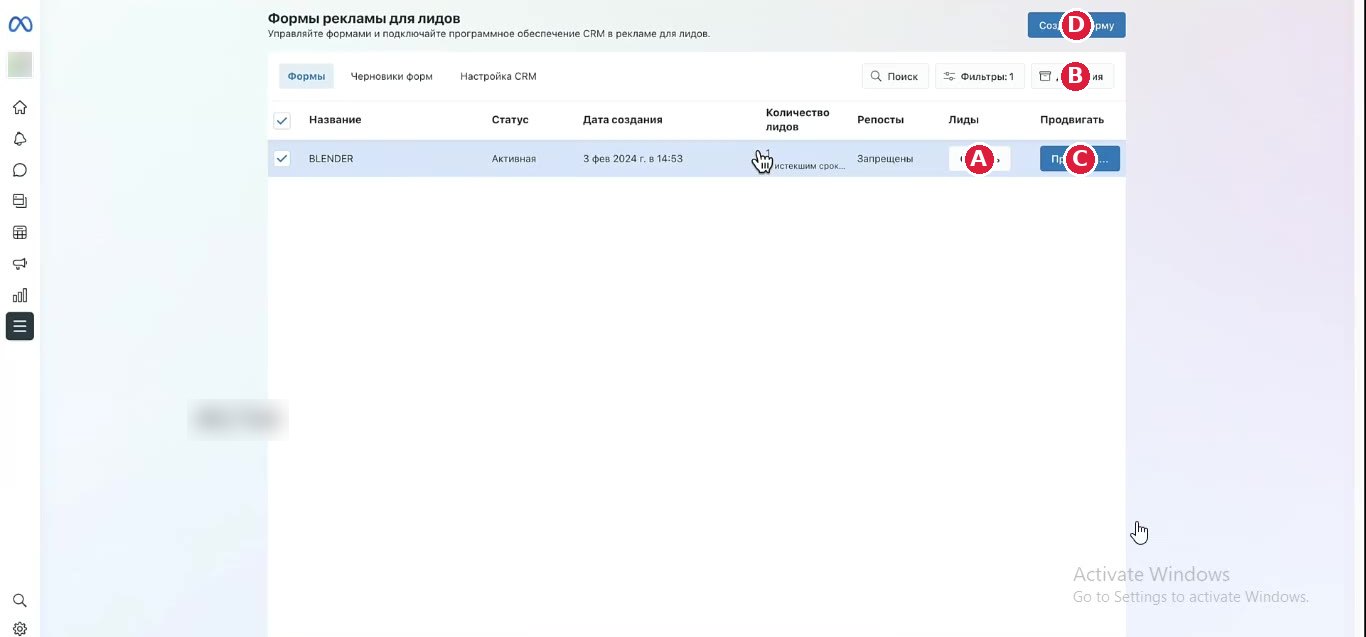 Формы рекламы для лидов
Управляйте формами и подключайте программное обеспечение CRM в рекламе для лидов.
D
Формы Черновики форм Настройка CRM Поиск Фильтры: 1 B
Название Статус Дата создания Количество лидов Репосты Лиды Продвигать
BLENDER Активная 3 фев 2024 г. в 14:53 истекшим срок... Запрещены A C
Activate Windows
Go to Settings to activate Windows.